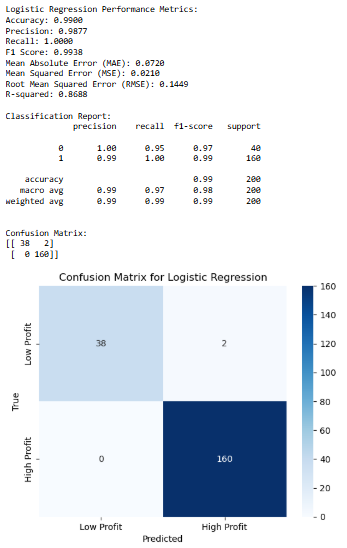 Logistic Regression Performance Metrics:
Accuracy: 0.9900
Precision: 0.9877
Recall: 1.0000
F1 Score: 0.9938
Mean Absolute Error (MAE): 0.0720
Mean Squared Error (MSE): 0.0210
Root Mean Squared Error (RMSE): 0.1449
R-squared: 0.8688
Classification Report:
precision recall f1-score support
0 1.00 0.95 0.97 40
1 0.99 1.00 0.99 160
accuracy 0.99 200
macro avg 0.99 0.97 0.98 200
weighted avg 0.99 0.99 0.99 200
Confusion Matrix:
[[ 38 2]
[ 0 160]]
Confusion Matrix for Logistic Regression
160
140
120
100
80
60
40
20
0
True
Low Profit
High Profit
38 2
0 160
Low Profit High Profit
Predicted